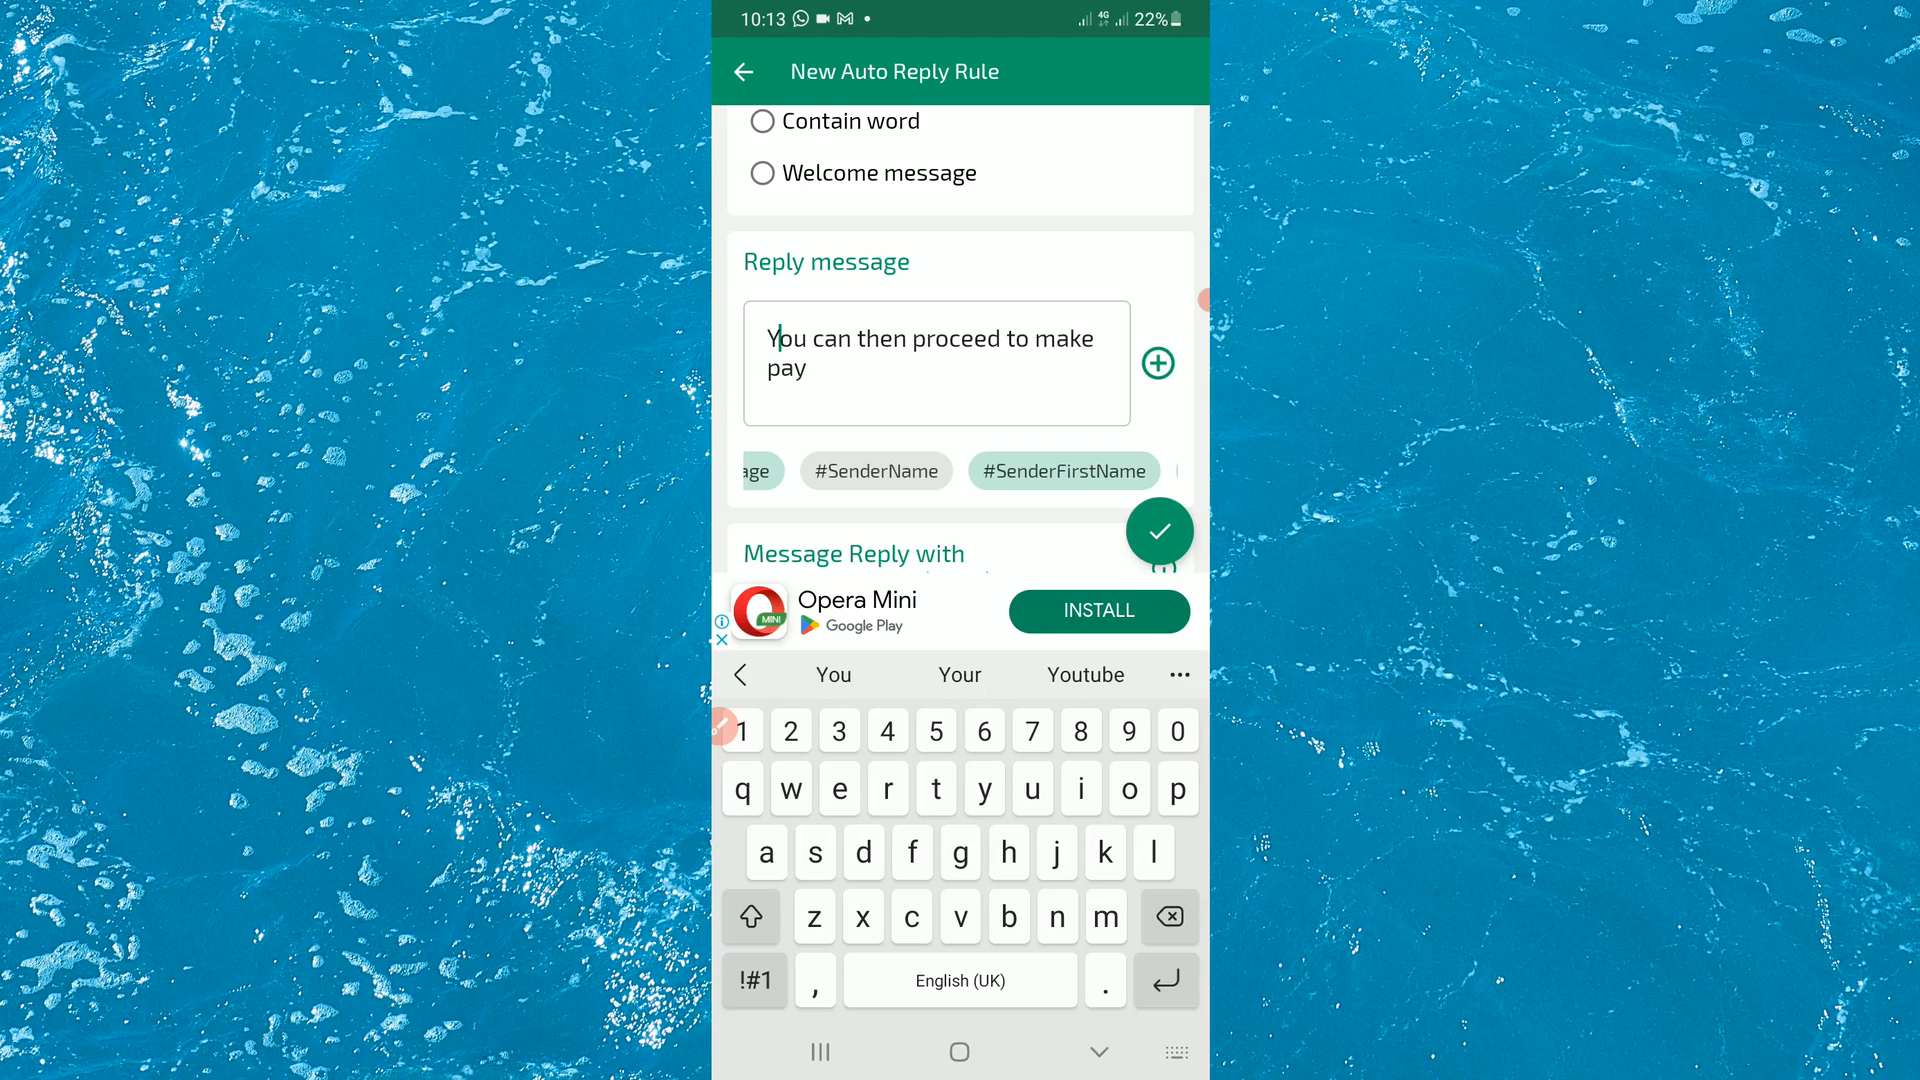 10:13 4G 22%
New Auto Reply Rule
Contain word
Welcome message
Reply message
You can then proceed to make
pay
age #SenderName #SenderFirstName
Message Reply with
Opera Mini
MINI
Google Play
INSTALL
You Your Youtube
1 2 3 4 5 6 7 8 9 0
q w e r t y u i o p
a s d f g h j k l
z x c v b n m
!#1 , English (UK) .